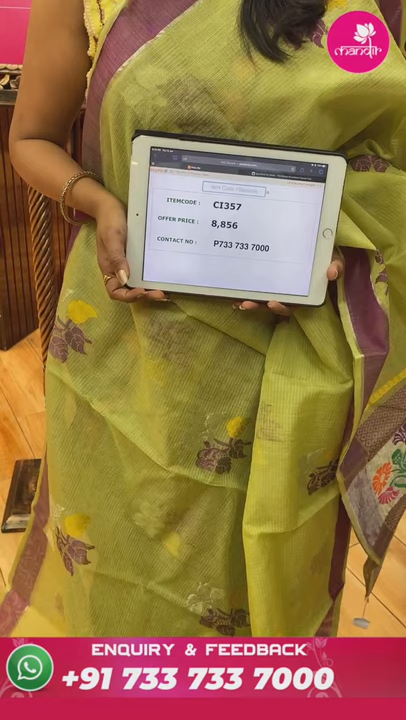 mandir
ITEMCODE : CI357
OFFER PRICE : 8,856
CONTACT NO : P733 733 7000
ENQUIRY & FEEDBACK
+91 733 733 7000